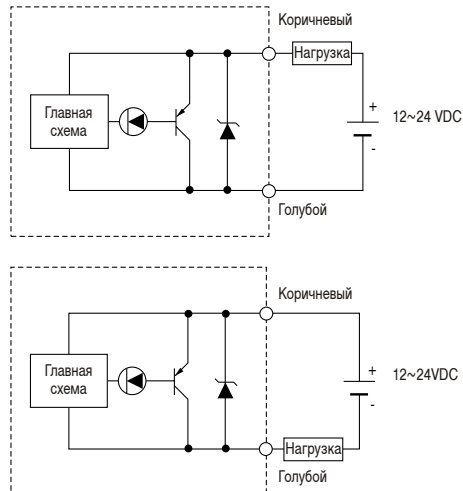 Коричневый
Нагрузка
Главная
схема
+
12~24 VDC
-
Голубой
Коричневый
Главная
схема
+
12~24VDC
-
Нагрузка
Голубой